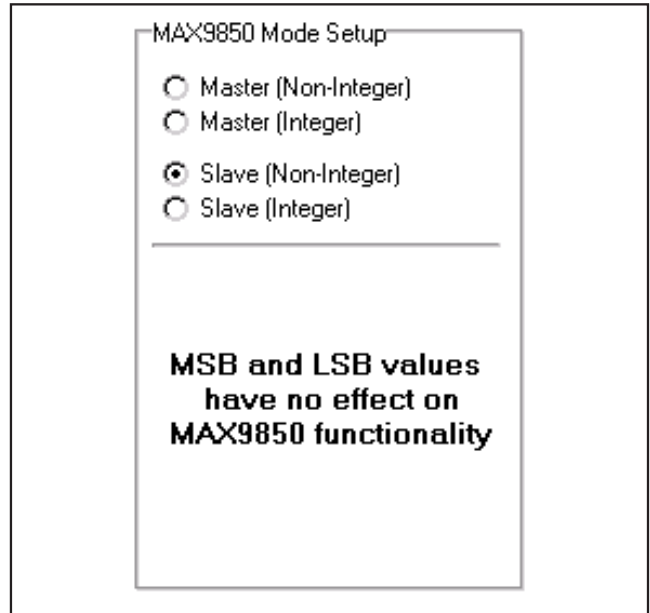 MAX9850 Mode Setup
Master (Non-Integer)
Master (Integer)
Slave (Non-Integer)
Slave (Integer)
MSB and LSB values
have no effect on
MAX9850 functionality